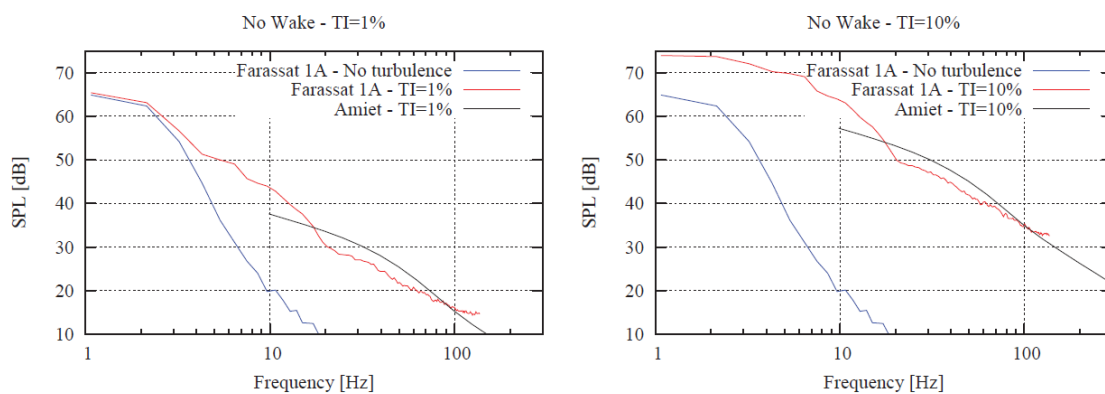 No Wake - TI=1%
Farassat 1A - No turbulence
Farassat 1A - TI=1%
Amiet - TI=1%
SPL [dB]
70
60
50
40
30
20
10
1
10
100
Frequency [Hz]
No Wake - TI=10%
Farassat 1A - No turbulence
Farassat 1A - TI=10%
Amiet - TI=10%
SPL [dB]
70
60
50
40
30
20
10
1
10
100
Frequency [Hz]